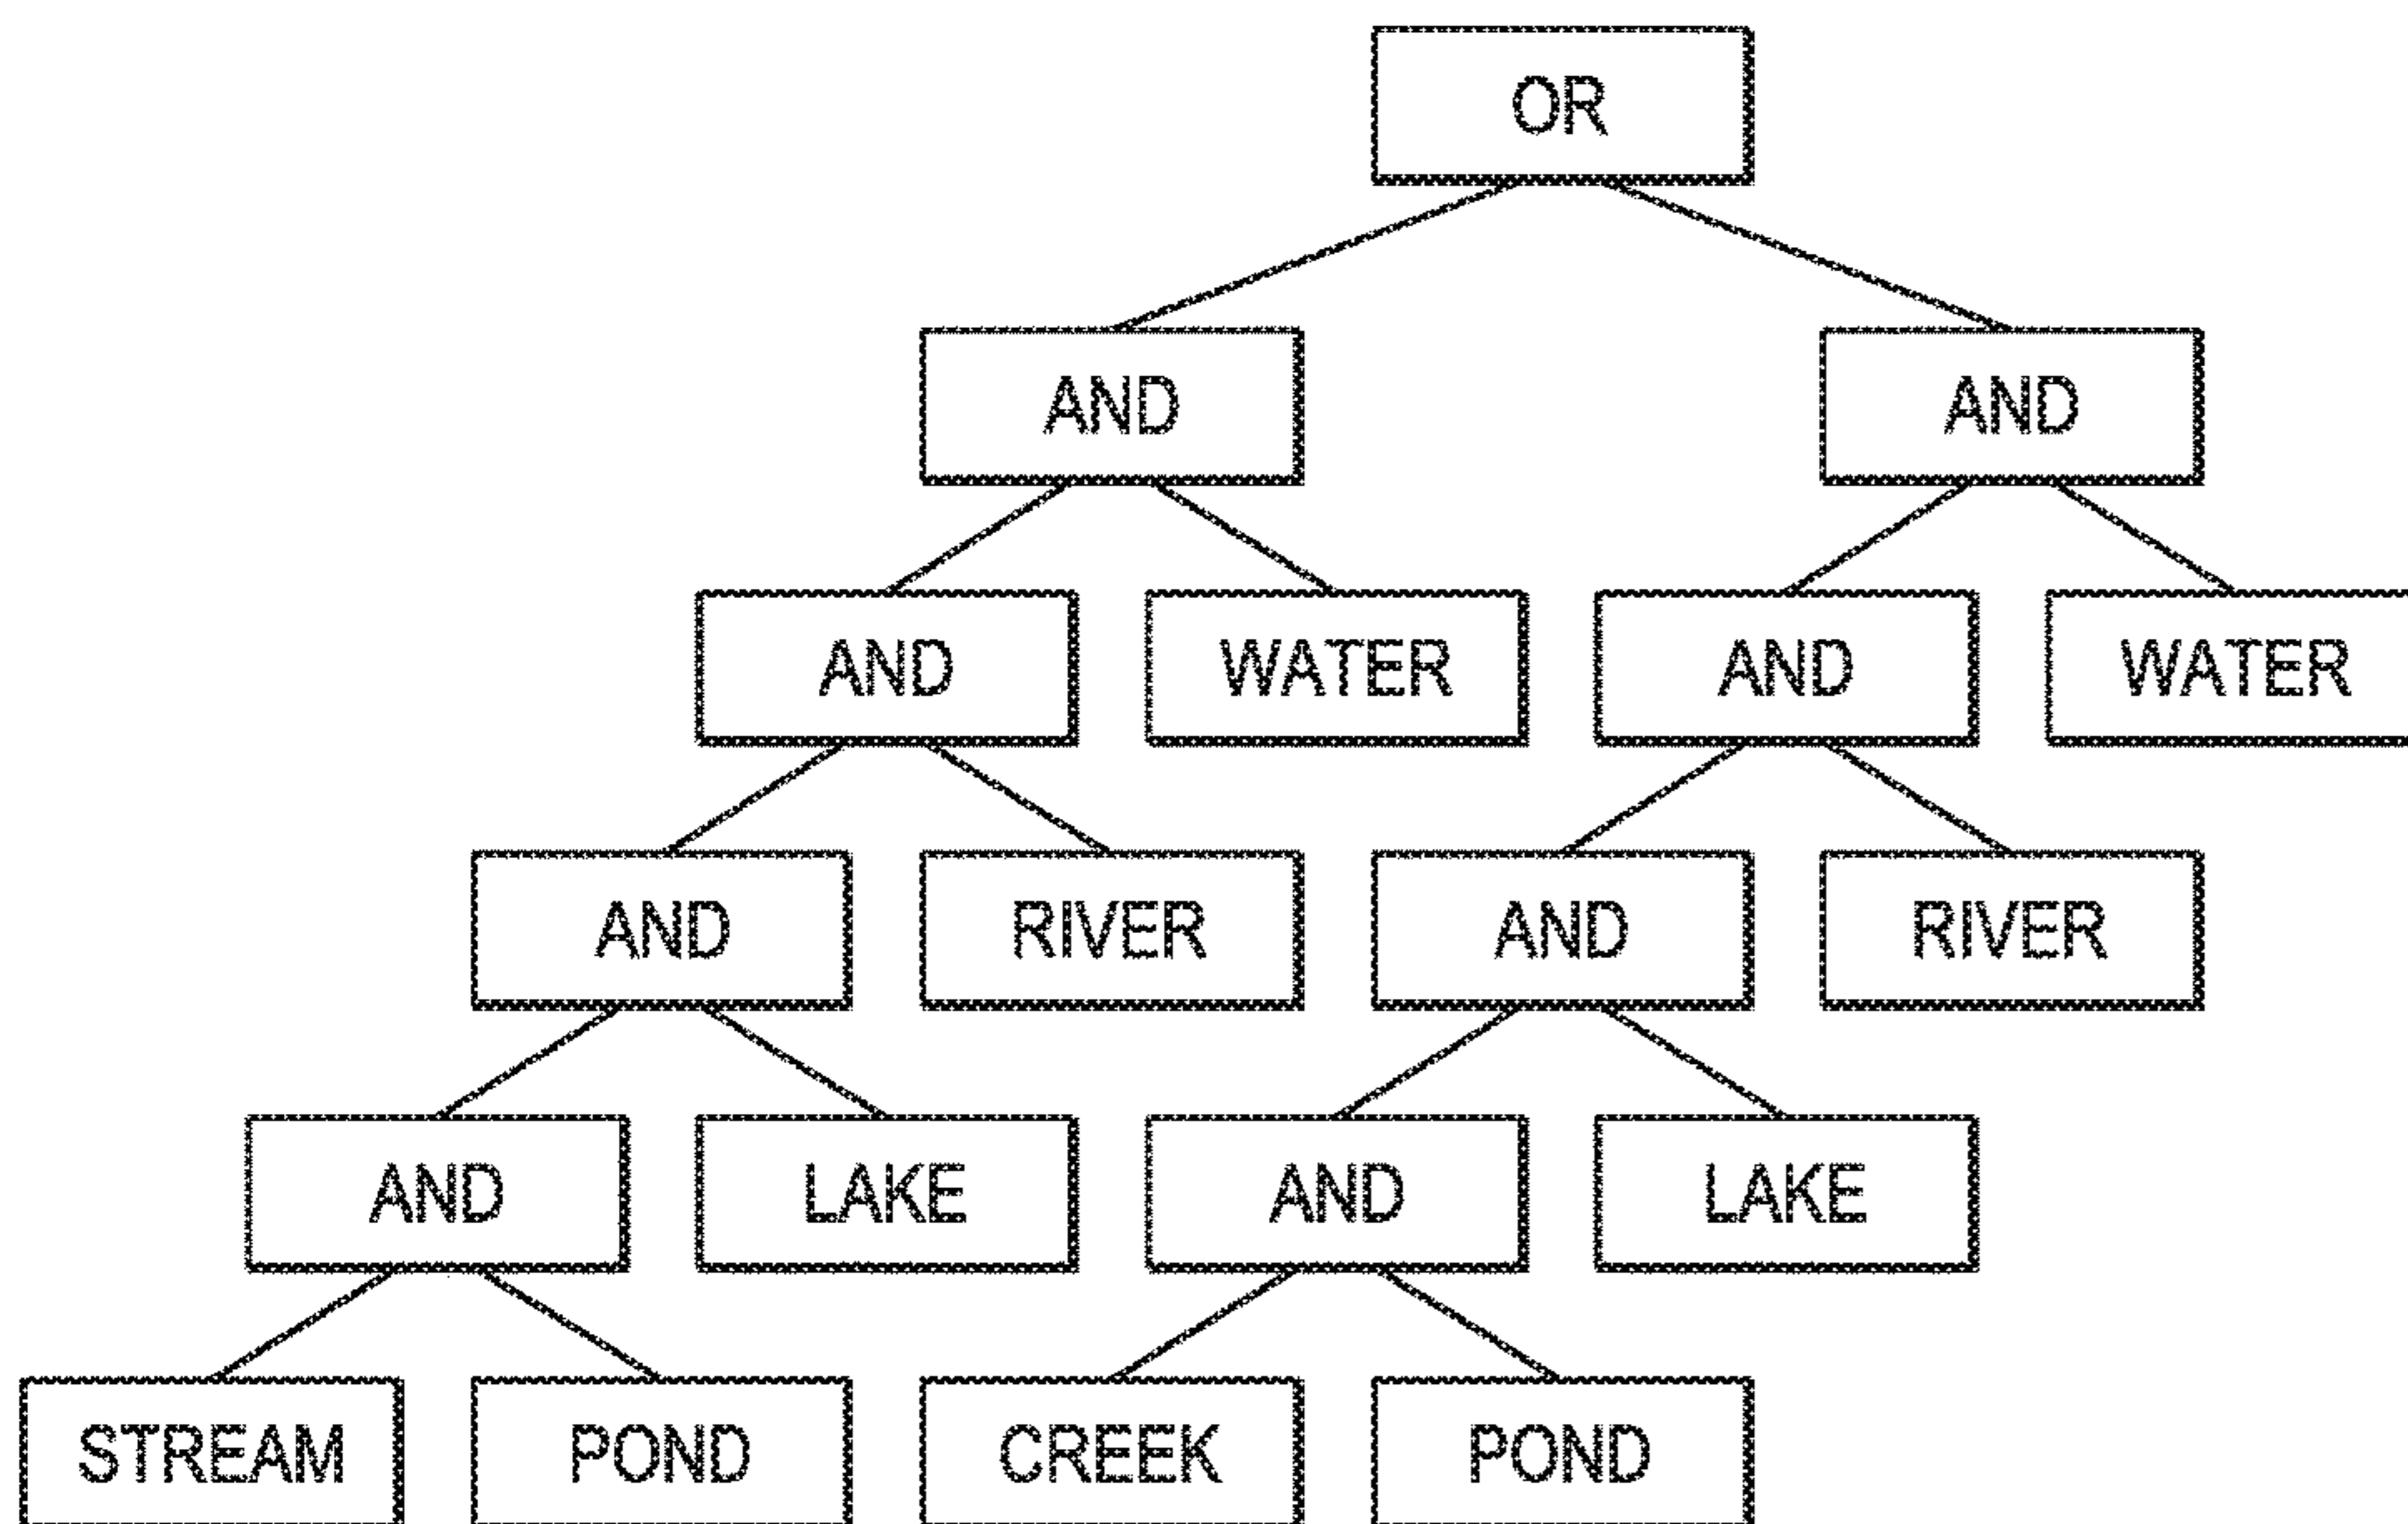 OR
AND AND
AND WATER AND WATER
AND RIVER AND RIVER
AND LAKE AND LAKE
STREAM POND CREEK POND